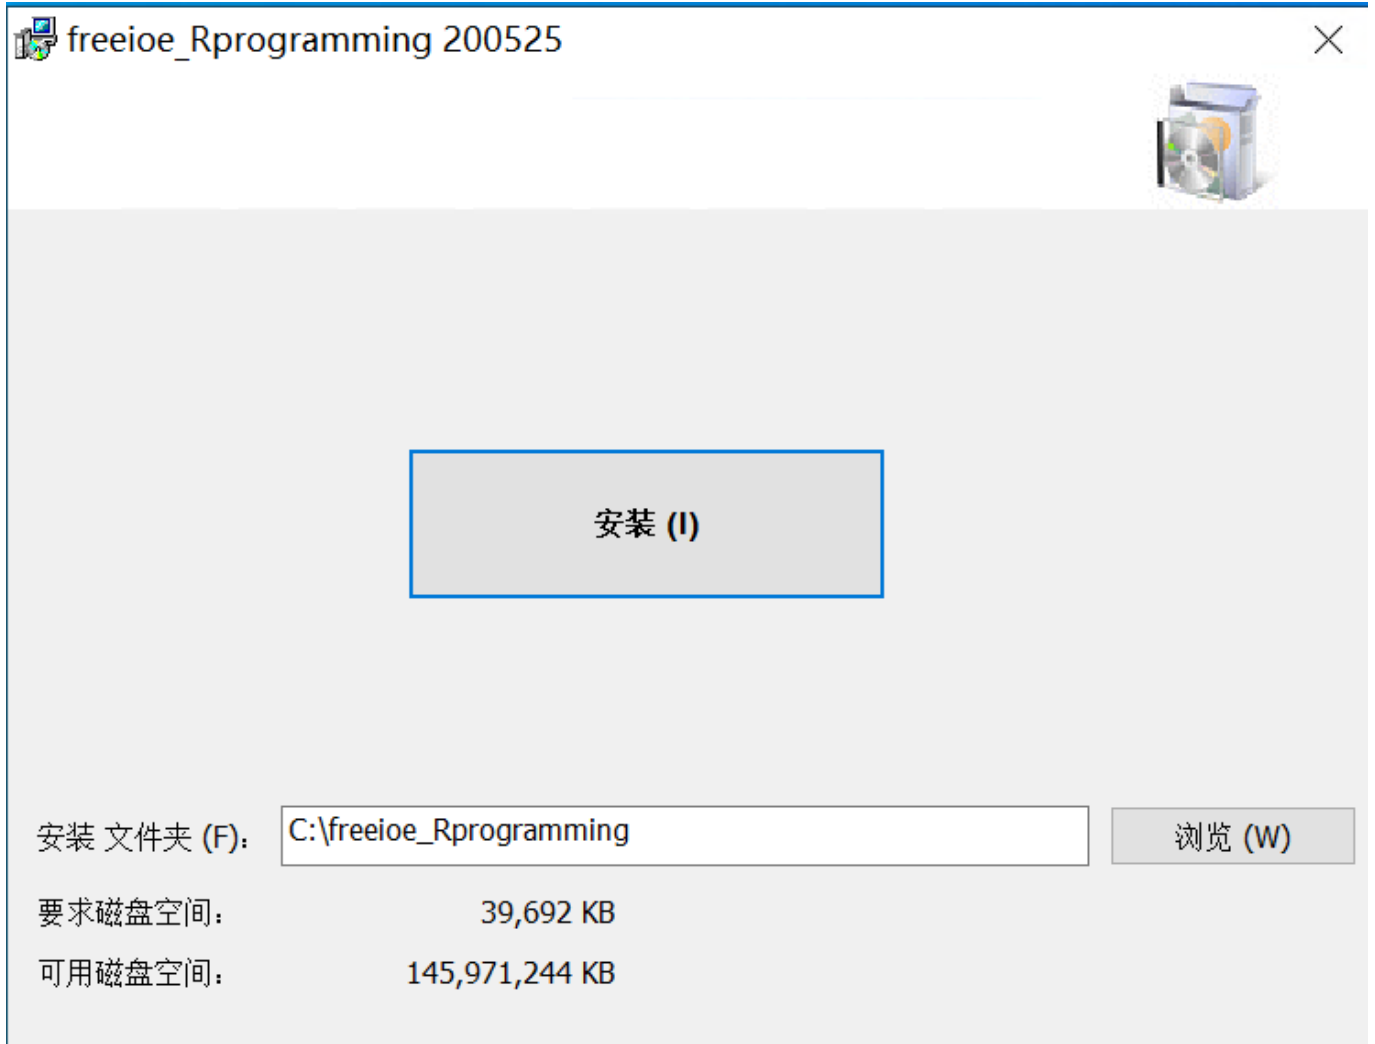 freeioe_Rprogramming 200525
安装 (I)
安装 文件夹 (F)： C:\freeioe_Rprogramming 浏览 (W)
要求磁盘空间： 39,692 KB
可用磁盘空间： 145,971,244 KB